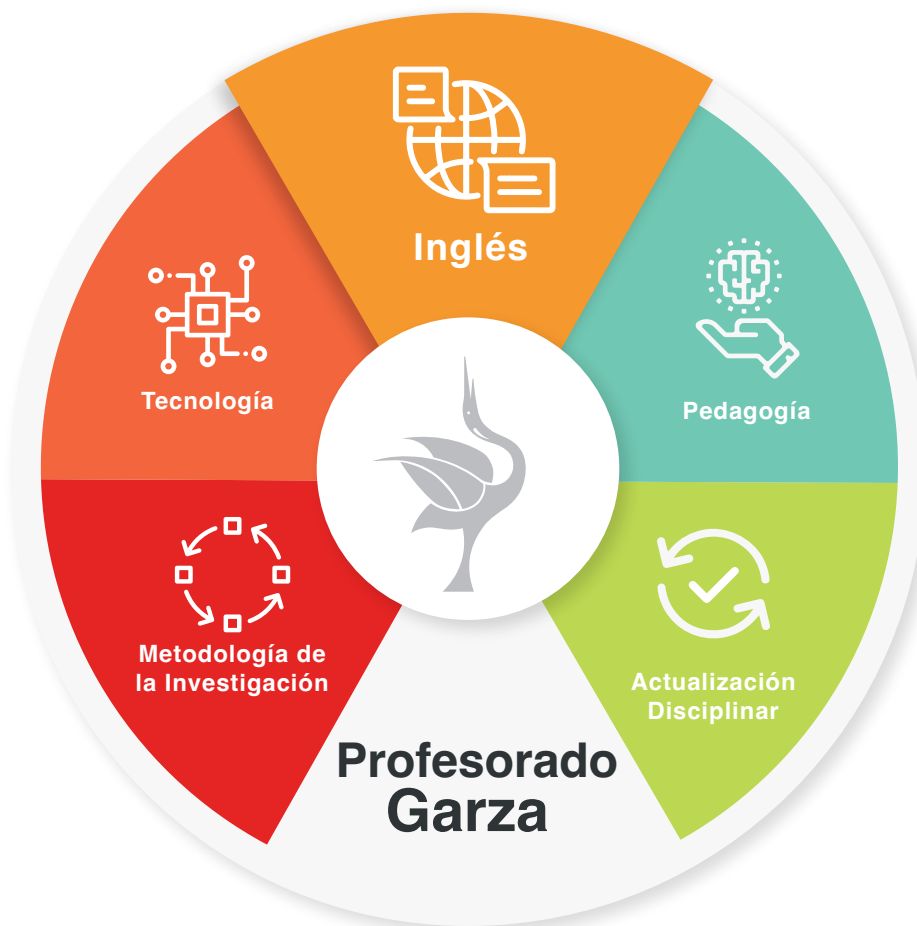 Inglés
Tecnología
Pedagogía
Metodología de
la Investigación
Actualización
Disciplinar
Profesorado
Garza